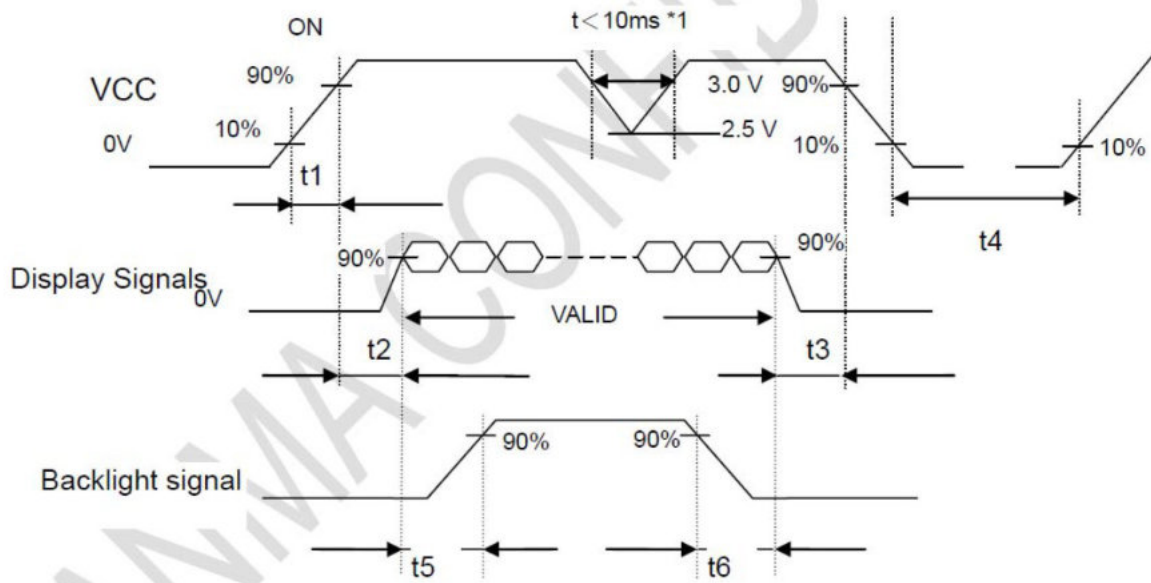 ON
t＜10ms *1
VCC
90%
3.0 V
90%
0V
10%
2.5 V
10%
10%
t1
t4
Display Signals
0V
90%
90%
VALID
t2
t3
Backlight signal
90%
90%
t5
t6